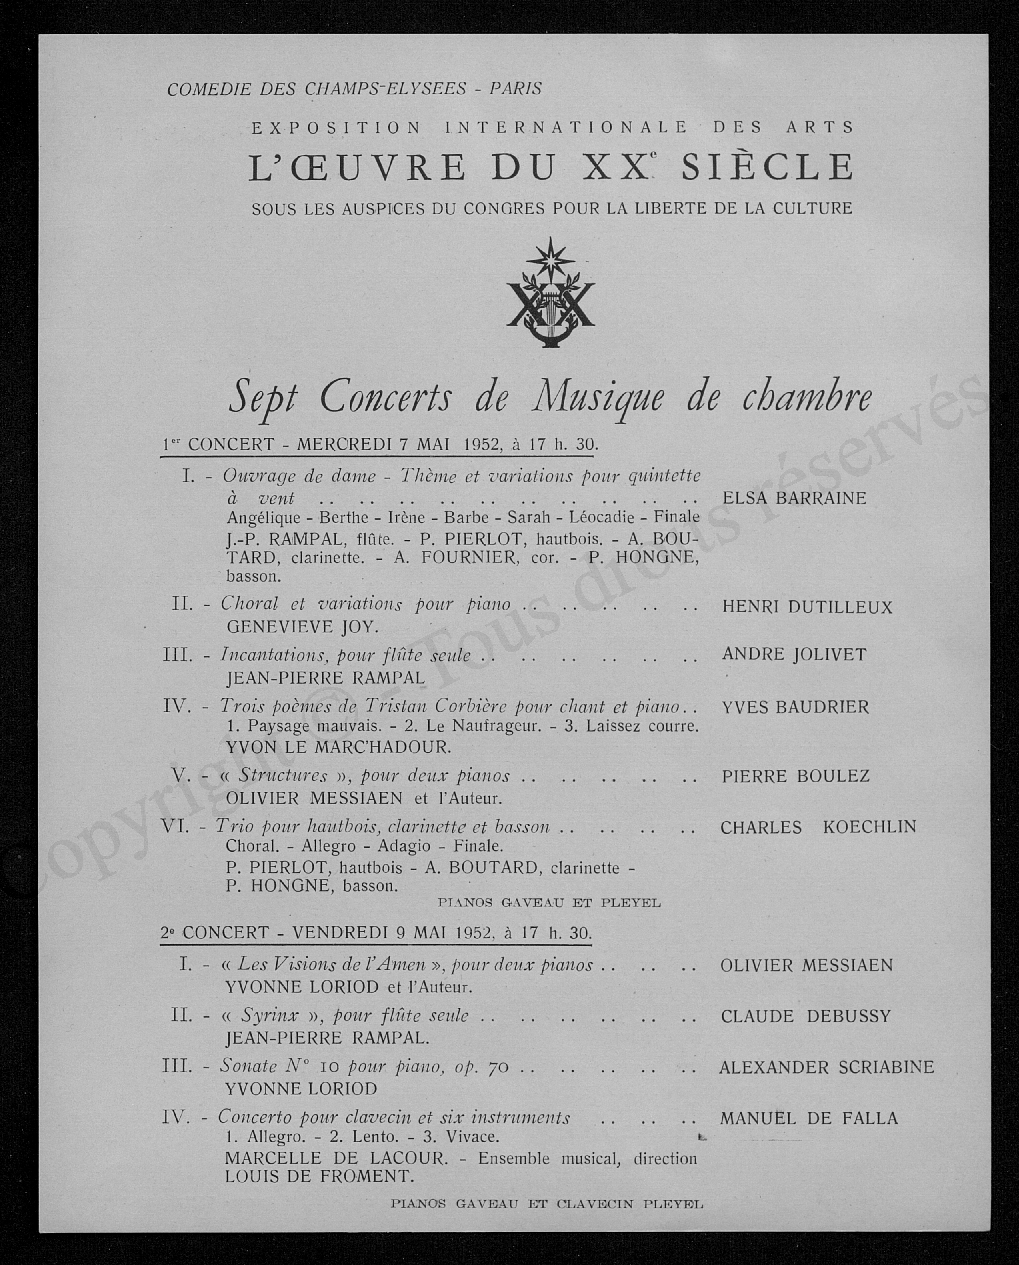 COMEDIE DES CHAMPS-ELYSEES - PARIS
EXPOSITION INTERNATIONALE DES ARTS
L'ŒUVRE DU XXe SIÈCLE
SOUS LES AUSPICES DU CONGRES POUR LA LIBERTE DE LA CULTURE
XX
Sept Concerts de Musique de chambre
1er CONCERT - MERCREDI 7 MAI 1952, à 17 h. 30.
I. - Ouvrage de dame - Thème et variations pour quintette
à vent .. .. .. .. .. .. .. .. .. .. ELSA BARRAINE
Angélique - Berthe - Irène - Barbe - Sarah - Léocadie - Finale
J.-P. RAMPAL, flûte. - P. PIERLOT, hautbois. - A. BOU-
TARD, clarinette. - A. FOURNIER, cor. - P. HONGNE,
basson.
II. - Choral et variations pour piano .. .. .. .. .. HENRI DUTILLEUX
GENEVIEVE JOY.
III. - Incantations, pour flûte seule .. .. .. .. .. .. ANDRE JOLIVET
JEAN-PIERRE RAMPAL
IV. - Trois poèmes de Tristan Corbière pour chant et piano .. YVES BAUDRIER
1. Paysage mauvais. - 2. Le Naufrageur. - 3. Laissez courre.
YVON LE MARC'HADOUR.
V. - « Structures », pour deux pianos .. .. .. .. .. PIERRE BOULEZ
OLIVIER MESSIAEN et l'Auteur.
VI. - Trio pour hautbois, clarinette et basson .. .. .. .. CHARLES KOECHLIN
Choral. - Allegro - Adagio - Finale.
P. PIERLOT, hautbois - A. BOUTARD, clarinette -
P. HONGNE, basson.
PIANOS GAVEAU ET PLEYEL
2e CONCERT - VENDREDI 9 MAI 1952, à 17 h. 30.
I. - « Les Visions de l'Amen », pour deux pianos .. .. .. OLIVIER MESSIAEN
YVONNE LORIOD et l'Auteur.
II. - « Syrinx », pour flûte seule .. .. .. .. .. .. CLAUDE DEBUSSY
JEAN-PIERRE RAMPAL.
III. - Sonate N° 10 pour piano, op. 70 .. .. .. .. .. ALEXANDER SCRIABINE
YVONNE LORIOD
IV. - Concerto pour clavecin et six instruments .. .. .. MANUEL DE FALLA
1. Allegro. - 2. Lento. - 3. Vivace.
MARCELLE DE LACOUR. - Ensemble musical, direction
LOUIS DE FROMENT.
PIANOS GAVEAU ET CLAVECIN PLEYEL
Copyright © - Tous droits réservés